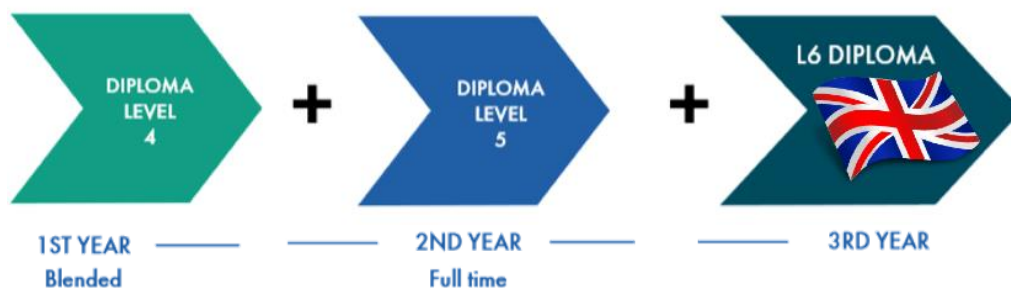 DIPLOMA
LEVEL
4
+
DIPLOMA
LEVEL
5
+
L6 DIPLOMA
1ST YEAR
Blended
2ND YEAR
Full time
3RD YEAR